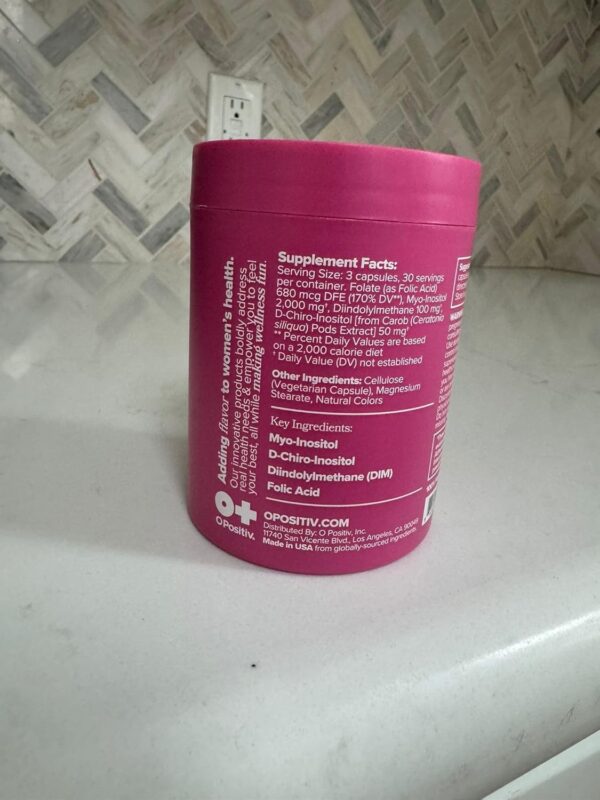 Adding flavor to women's health.
Our innovative products boldly address
real health needs & empower you to feel
your best, all while making wellness fun.
O+
O Positiv.
Supplement Facts:
Serving Size: 3 capsules, 30 servings
per container. Folate (as Folic Acid)
680 mcg DFE (170% DV**), Myo-Inositol
2,000 mg†, Diindolylmethane 100 mg†,
D-Chiro-Inositol [from Carob (Ceratonia
siliqua) Pods Extract] 50 mg†
** Percent Daily Values are based
on a 2,000 calorie diet
† Daily Value (DV) not established
Other Ingredients: Cellulose
(Vegetarian Capsule), Magnesium
Stearate, Natural Colors
Key Ingredients:
Myo-Inositol
D-Chiro-Inositol
Diindolylmethane (DIM)
Folic Acid
OPOSITIV.COM
Distributed By: O Positiv, Inc.
11740 San Vicente Blvd., Los Angeles, CA 90049
Made in USA from globally-sourced ingredients.